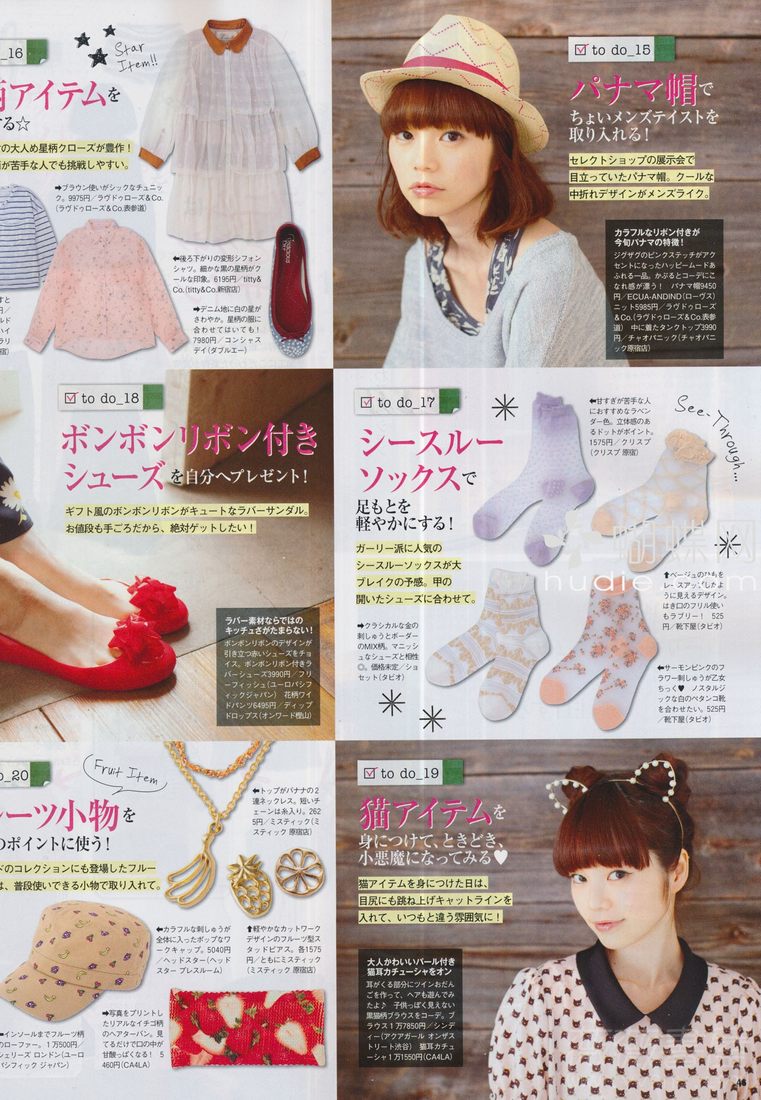 _16
Star
Item!!
柄アイテムを
する☆
の大人め星柄クローズが豊作！
が苦手な人でも挑戦しやすい。
➡ブラウン使いがシックなチュニッ
ク。9975円／ラヴドゥローズ＆Co.
(ラヴドゥローズ＆Co.表参道)
⬅後ろ下がりの変形シフォン
シャツ。細かな黒の星柄がク
ールな印象。6195円／titty&
Co.(titty&Co.新宿店)
➡デニム地に白の星が
さわやか。星柄の服に
合わせてはいても！
7980円／コンシャス
デイ(ダブルエー)
to do_15
パナマ帽で
ちょいメンズテイストを
取り入れる！
セレクトショップの展示会で
目立っていたパナマ帽。クールな
中折れデザインがメンズライク。
カラフルなリボン付きが
今旬パナマの特徴！
ジグザグのピンクステッチがア
クセントになったハッピームードあ
ふれる一品。かぶるとコーデにこ
なれ感が漂う！ パナマ帽9450
円／ECUA-ANDINO(ローヴス)
ニット5985円／ラヴドゥローズ
＆Co.(ラヴドゥローズ＆Co.表参
道) 中に着たタンクトップ3990
円／チャオパニック(チャオパニ
ック原宿店)
to do_18
ボンボンリボン付き
シューズを自分へプレゼント！
ギフト風のボンボンリボンがキュートなラバーサンダル。
お値段も手ごろだから、絶対ゲットしたい！
ラバー素材ならではの
キッチュさがたまらない！
ボンボンリボンのデザインが
引き立つ赤いシューズをチョ
イス。ボンボンリボン付きラ
バーシューズ3990円／フリ
ーフィッシュ(ユーロパシフ
ィックジャパン) 花柄ワイ
ドパンツ6495円／ディップ
ドロップス(オンワード樫山)
to do_17
シースルー
ソックスで
足もとを
軽やかにする！
ガーリー派に人気の
シースルーソックスが大
ブレイクの予感。甲の
開いたシューズに合わせて。
⬅甘すぎが苦手な人
におすすめなラベン
ダー色。立体感のあ
るドットがポイント。
1575円／クリスプ
(クリスプ 原宿)
See-Through...
⬆ベージュのひもを
レースアップしたよ
うに見えるデザイン。
はき口のフリル使い
もラブリー！ 525
円／靴下屋(タビオ)
➡クラシカルな金の
刺しゅうとボーダー
のMIX柄。マニッシ
ュなシューズと相性
◎。価格未定／ショ
セット(タビオ)
⬅サーモンピンクのフ
ラワー刺しゅうが乙女
ちっく♥ ノスタルジ
ックな白のペタンコ靴
を合わせたい。525円
／靴下屋(タビオ)
蝴蝶网
hudie.com
o_20
Fruit Item
ーツ小物を
のポイントに使う！
ドのコレクションにも登場したフルー
は、普段使いできる小物で取り入れて。
⬅トップがバナナの2
連ネックレス。短いチ
ェーンは糸入り。262
5円／ミスティック(ミ
スティック 原宿店)
⬅カラフルな刺しゅうが
全体に入ったポップなワ
ークキャップ。5040円
／ヘッドスター(ヘッド
スター プレスルーム)
⬆軽やかなカットワーク
デザインのフルーツ型ス
タッドピアス。各1575
円／ともにミスティック
(ミスティック 原宿店)
➡写真をプリントし
たリアルなイチゴ柄
のヘアターバン。見
てるだけで口の中が
甘酸っぱくなる！ 5
460円(CA4LA)
⬅インソールまでフルーツ柄
のローファー。1万500円／
シェリーズ ロンドン(ユーロ
パシフィック ジャパン)
to do_19
猫アイテムを
身につけて、ときどき、
小悪魔になってみる♥
猫アイテムを身につけた日は、
目尻にも跳ね上げキャットラインを
入れて、いつもと違う雰囲気に！
大人かわいいパール付き
猫耳カチューシャをオン
耳がくる部分にツインおだん
ごを作って、ヘアも遊んでみ
たよ♪ 子供っぽく見えない
黒猫柄ブラウスをコーデ。ブ
ラウス1万7850円／シンデ
ィー(アクアガール オンザス
トリート渋谷) 猫耳カチュ
ーシャ1万1550円(CA4LA)
46